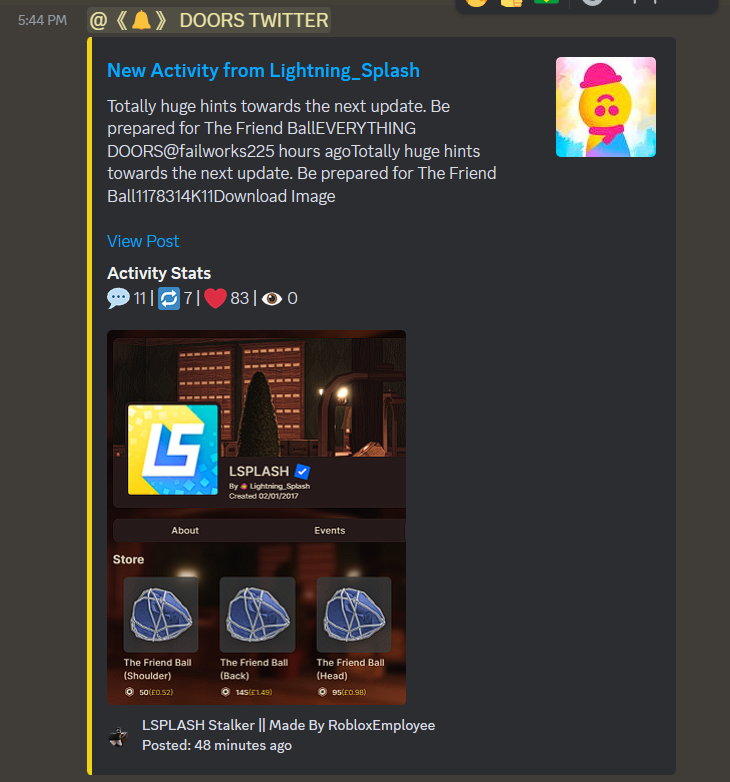 5:44 PM @《🔔》 DOORS TWITTER
New Activity from Lightning_Splash
Totally huge hints towards the next update. Be
prepared for The Friend BallEVERYTHING
DOORS@failworks225 hours agoTotally huge hints
towards the next update. Be prepared for The Friend
Ball1178314K11Download Image
View Post
Activity Stats
💬 11 | 🔁 7 | ❤️ 83 | 👁️ 0
LS
LSPLASH
By Lightning_Splash
Created 02/01/2017
About Events
Store
The Friend Ball The Friend Ball The Friend Ball
(Shoulder) (Back) (Head)
50(£0.52) 145(£1.49) 95(£0.98)
LSPLASH Stalker || Made By RobloxEmployee
Posted: 48 minutes ago